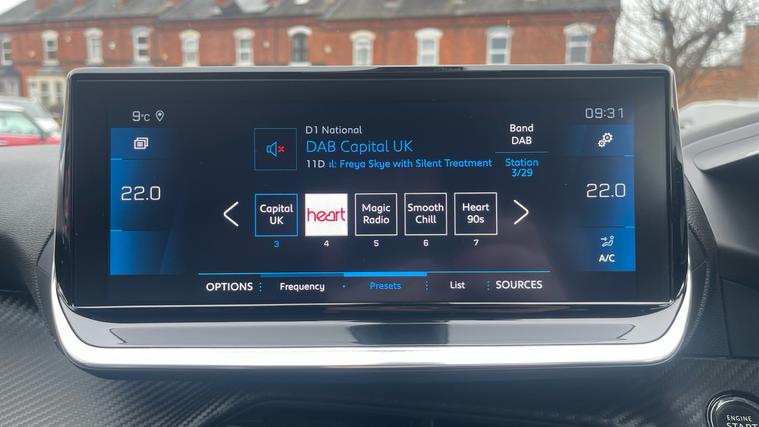 9°C
09:31
D1 National
DAB Capital UK
11D ıl: Freya Skye with Silent Treatment
Band
DAB
Station
3/29
22.0
22.0
Capital
UK
heart
Magic
Radio
Smooth
Chill
Heart
90s
3
4
5
6
7
A/C
OPTIONS
Frequency
Presets
List
SOURCES
ENGINE
START